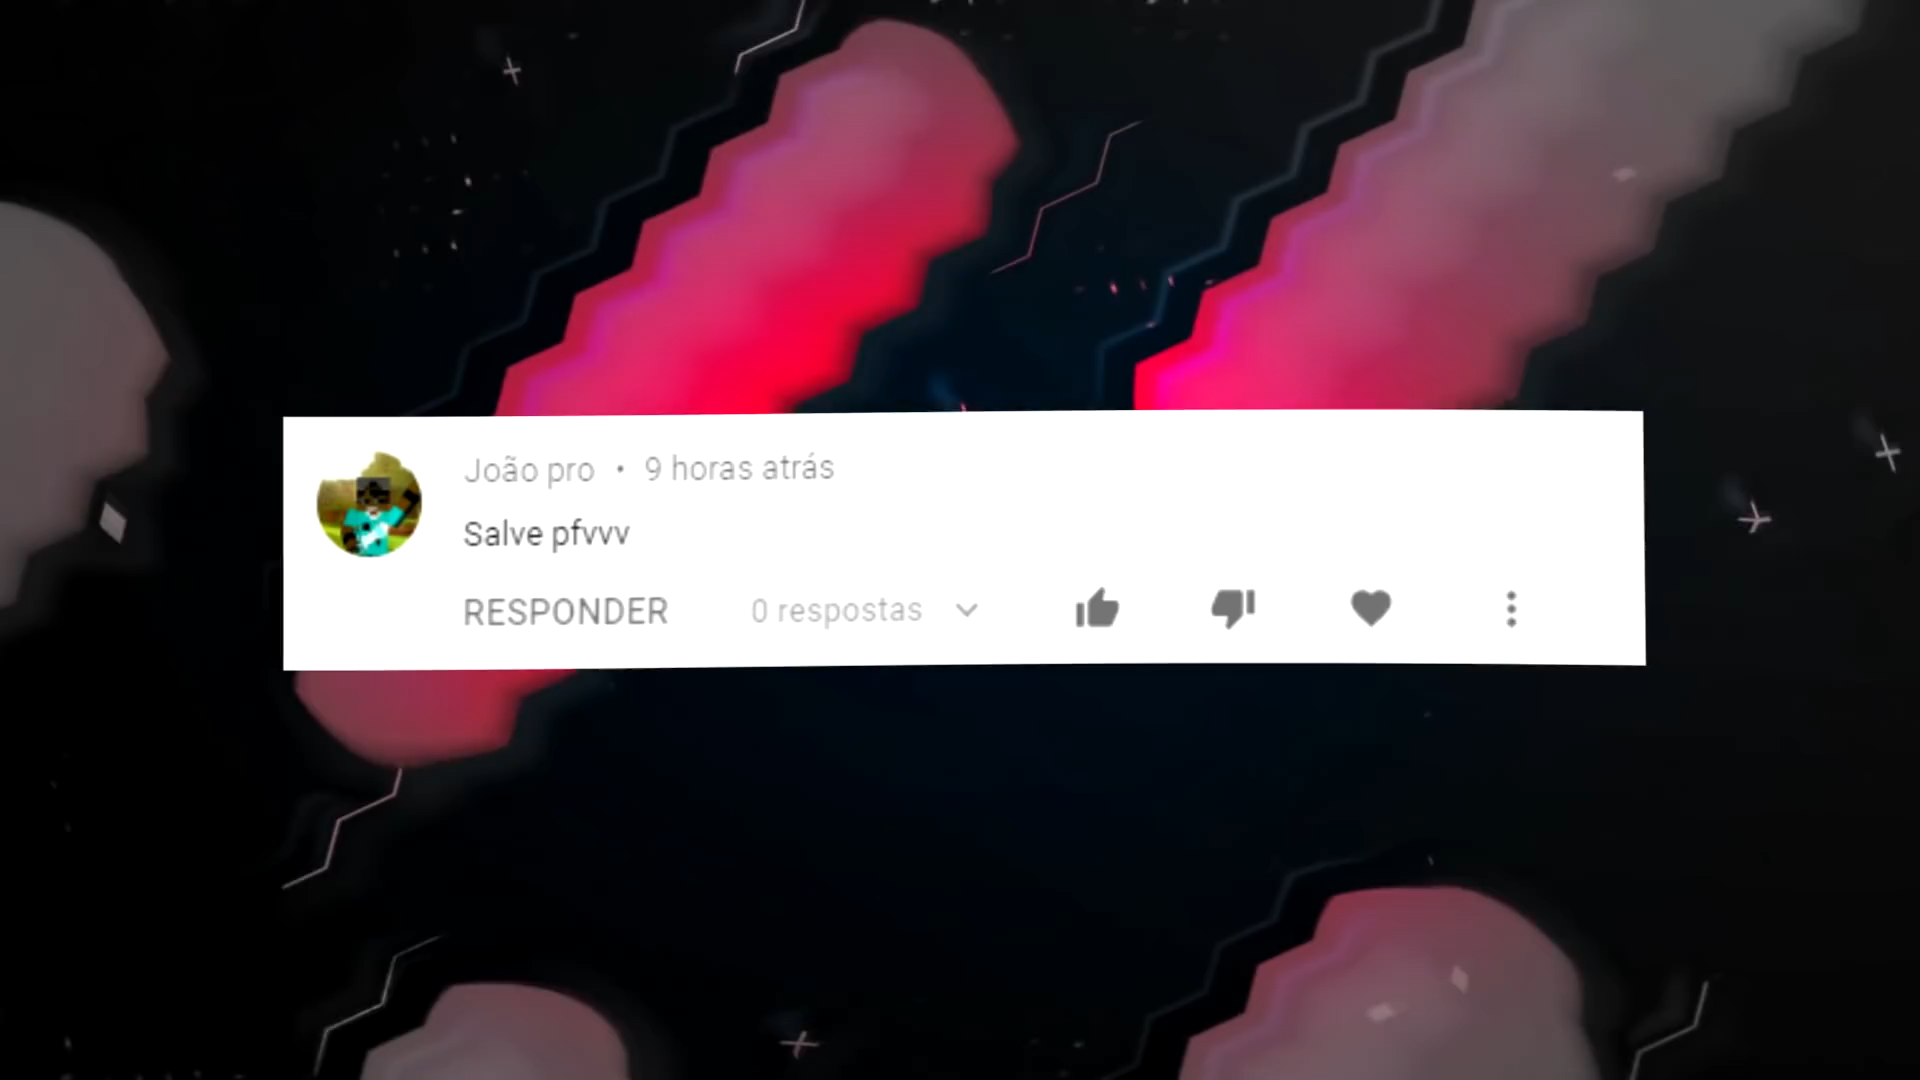 João pro • 9 horas atrás
Salve pfvvv
RESPONDER 0 respostas